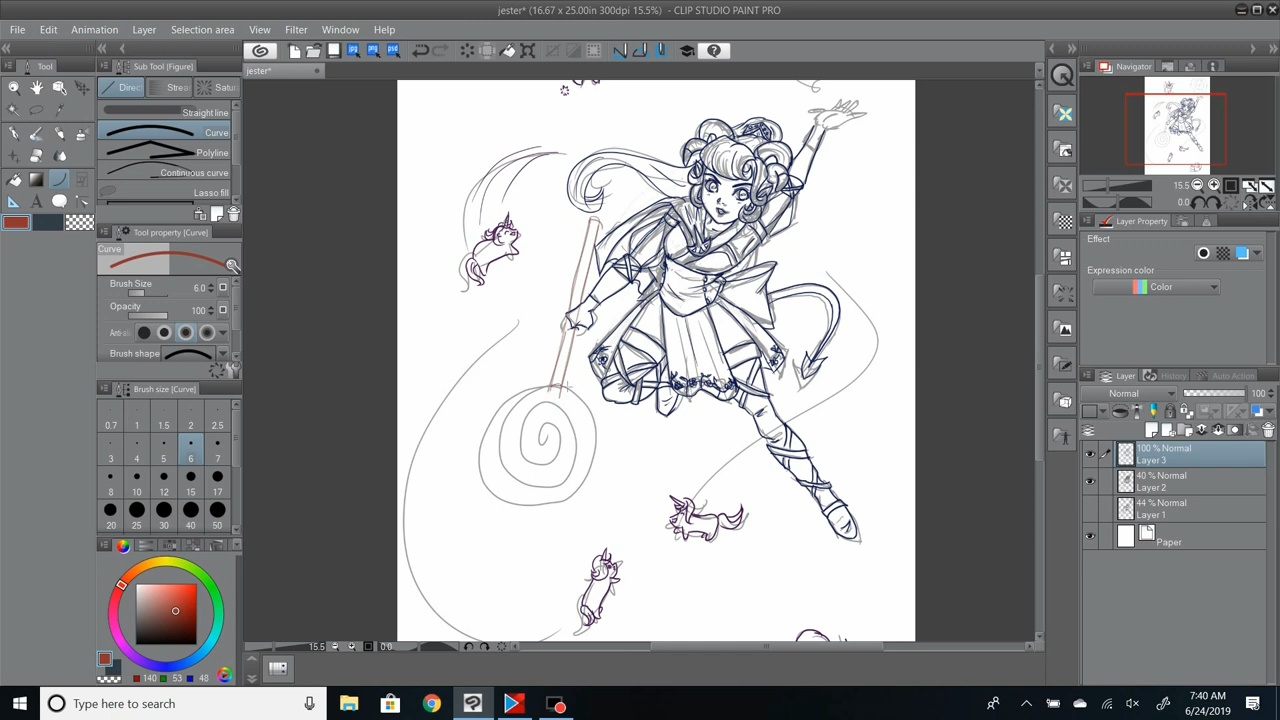 jester* (16.67 x 25.00in 300dpi 15.5%) - CLIP STUDIO PAINT PRO
File Edit Animation Layer Selection area View Filter Window Help
jester*
Tool
Sub Tool [Figure]
Direc Strea Satur
Straight line
Curve
Polyline
Continuous curve
Lasso fill
Tool property [Curve]
Curve
Brush Size 6.0
Opacity 100
Anti-al
Brush shape
Brush size [Curve]
0.7 1 1.5 2 2.5
3 4 5 6 7
8 10 12 15 17
20 25 30 40 50
140 53 48
15.5 0.0
Navigator
15.5
0.0
Layer Property
Effect
Expression color
Color
Layer History Auto Action
Normal 100
100 % Normal
Layer 3
40 % Normal
Layer 2
44 % Normal
Layer 1
Paper
Type here to search
7:40 AM
6/24/2019